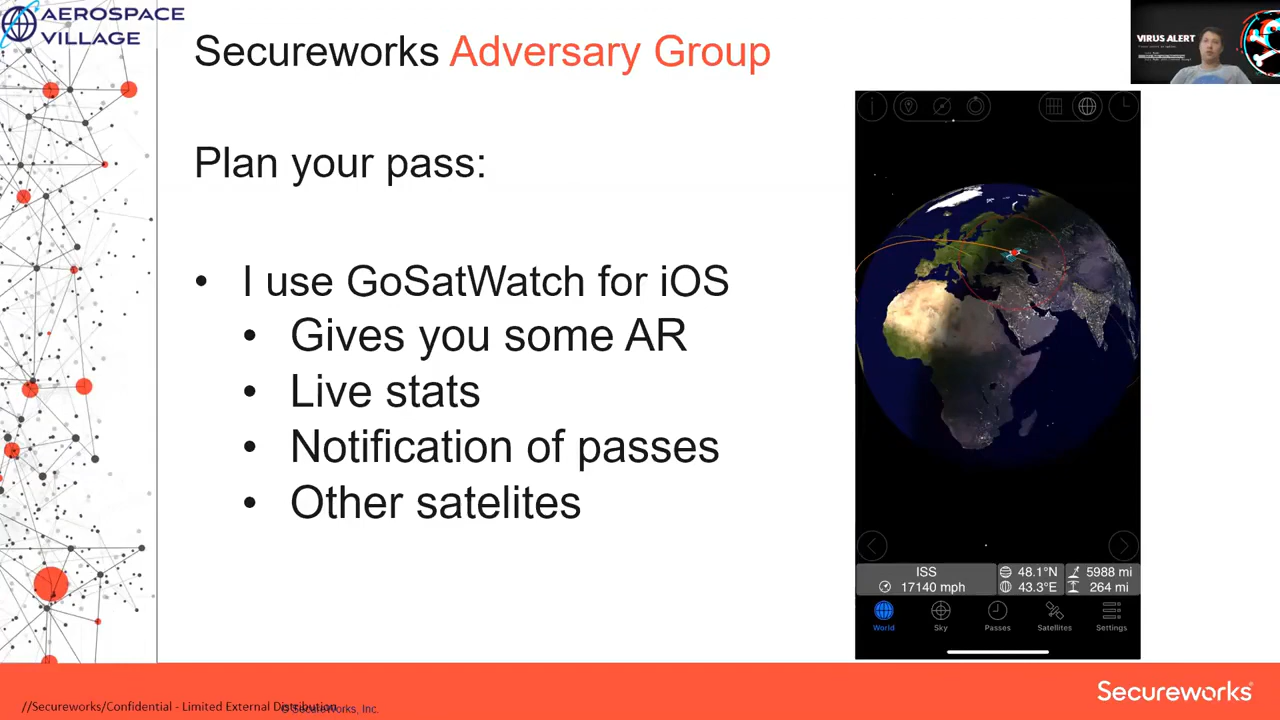 AEROSPACE
VILLAGE
Secureworks Adversary Group
VIRUS ALERT
Plan your pass:
• I use GoSatWatch for iOS
• Gives you some AR
• Live stats
• Notification of passes
• Other satelites
ISS
17140 mph
48.1°N
43.3°E
5988 mi
264 mi
World
Sky
Passes
Satellites
Settings
//Secureworks/Confidential - Limited External Distribution
© SecureWorks, Inc.
Secureworks